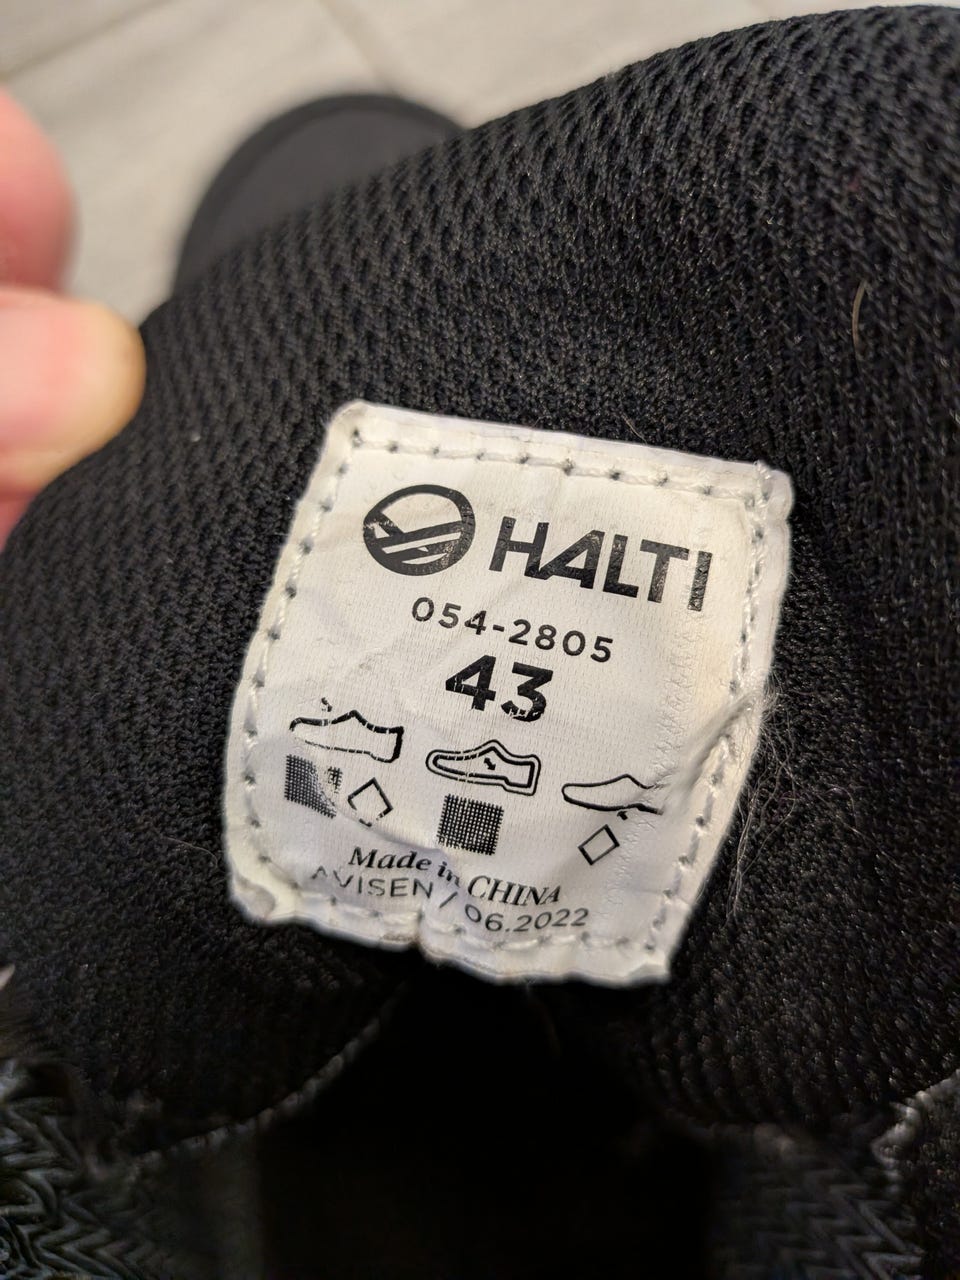 HALTI
054-2805
43
Made in CHINA
AVISEN / 06.2022